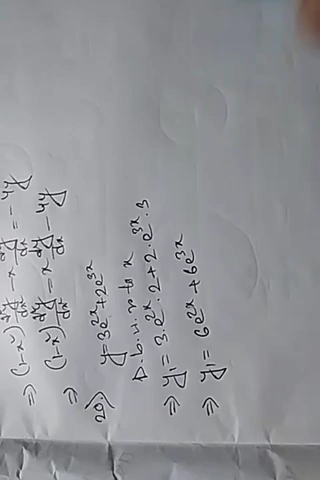 ⇒ (1-x²) d²y/dx² - x dy/dx = -4y
⇒ (1-x²) d²y/dx² = x dy/dx - 4y
20) y = 3e^{2x} + 2e^{3x}
D.b.w.r to x
⇒ y₁ = 3.e^{2x}.2 + 2.e^{3x}.3
⇒ y₁ = 6e^{2x} + 6e^{3x}